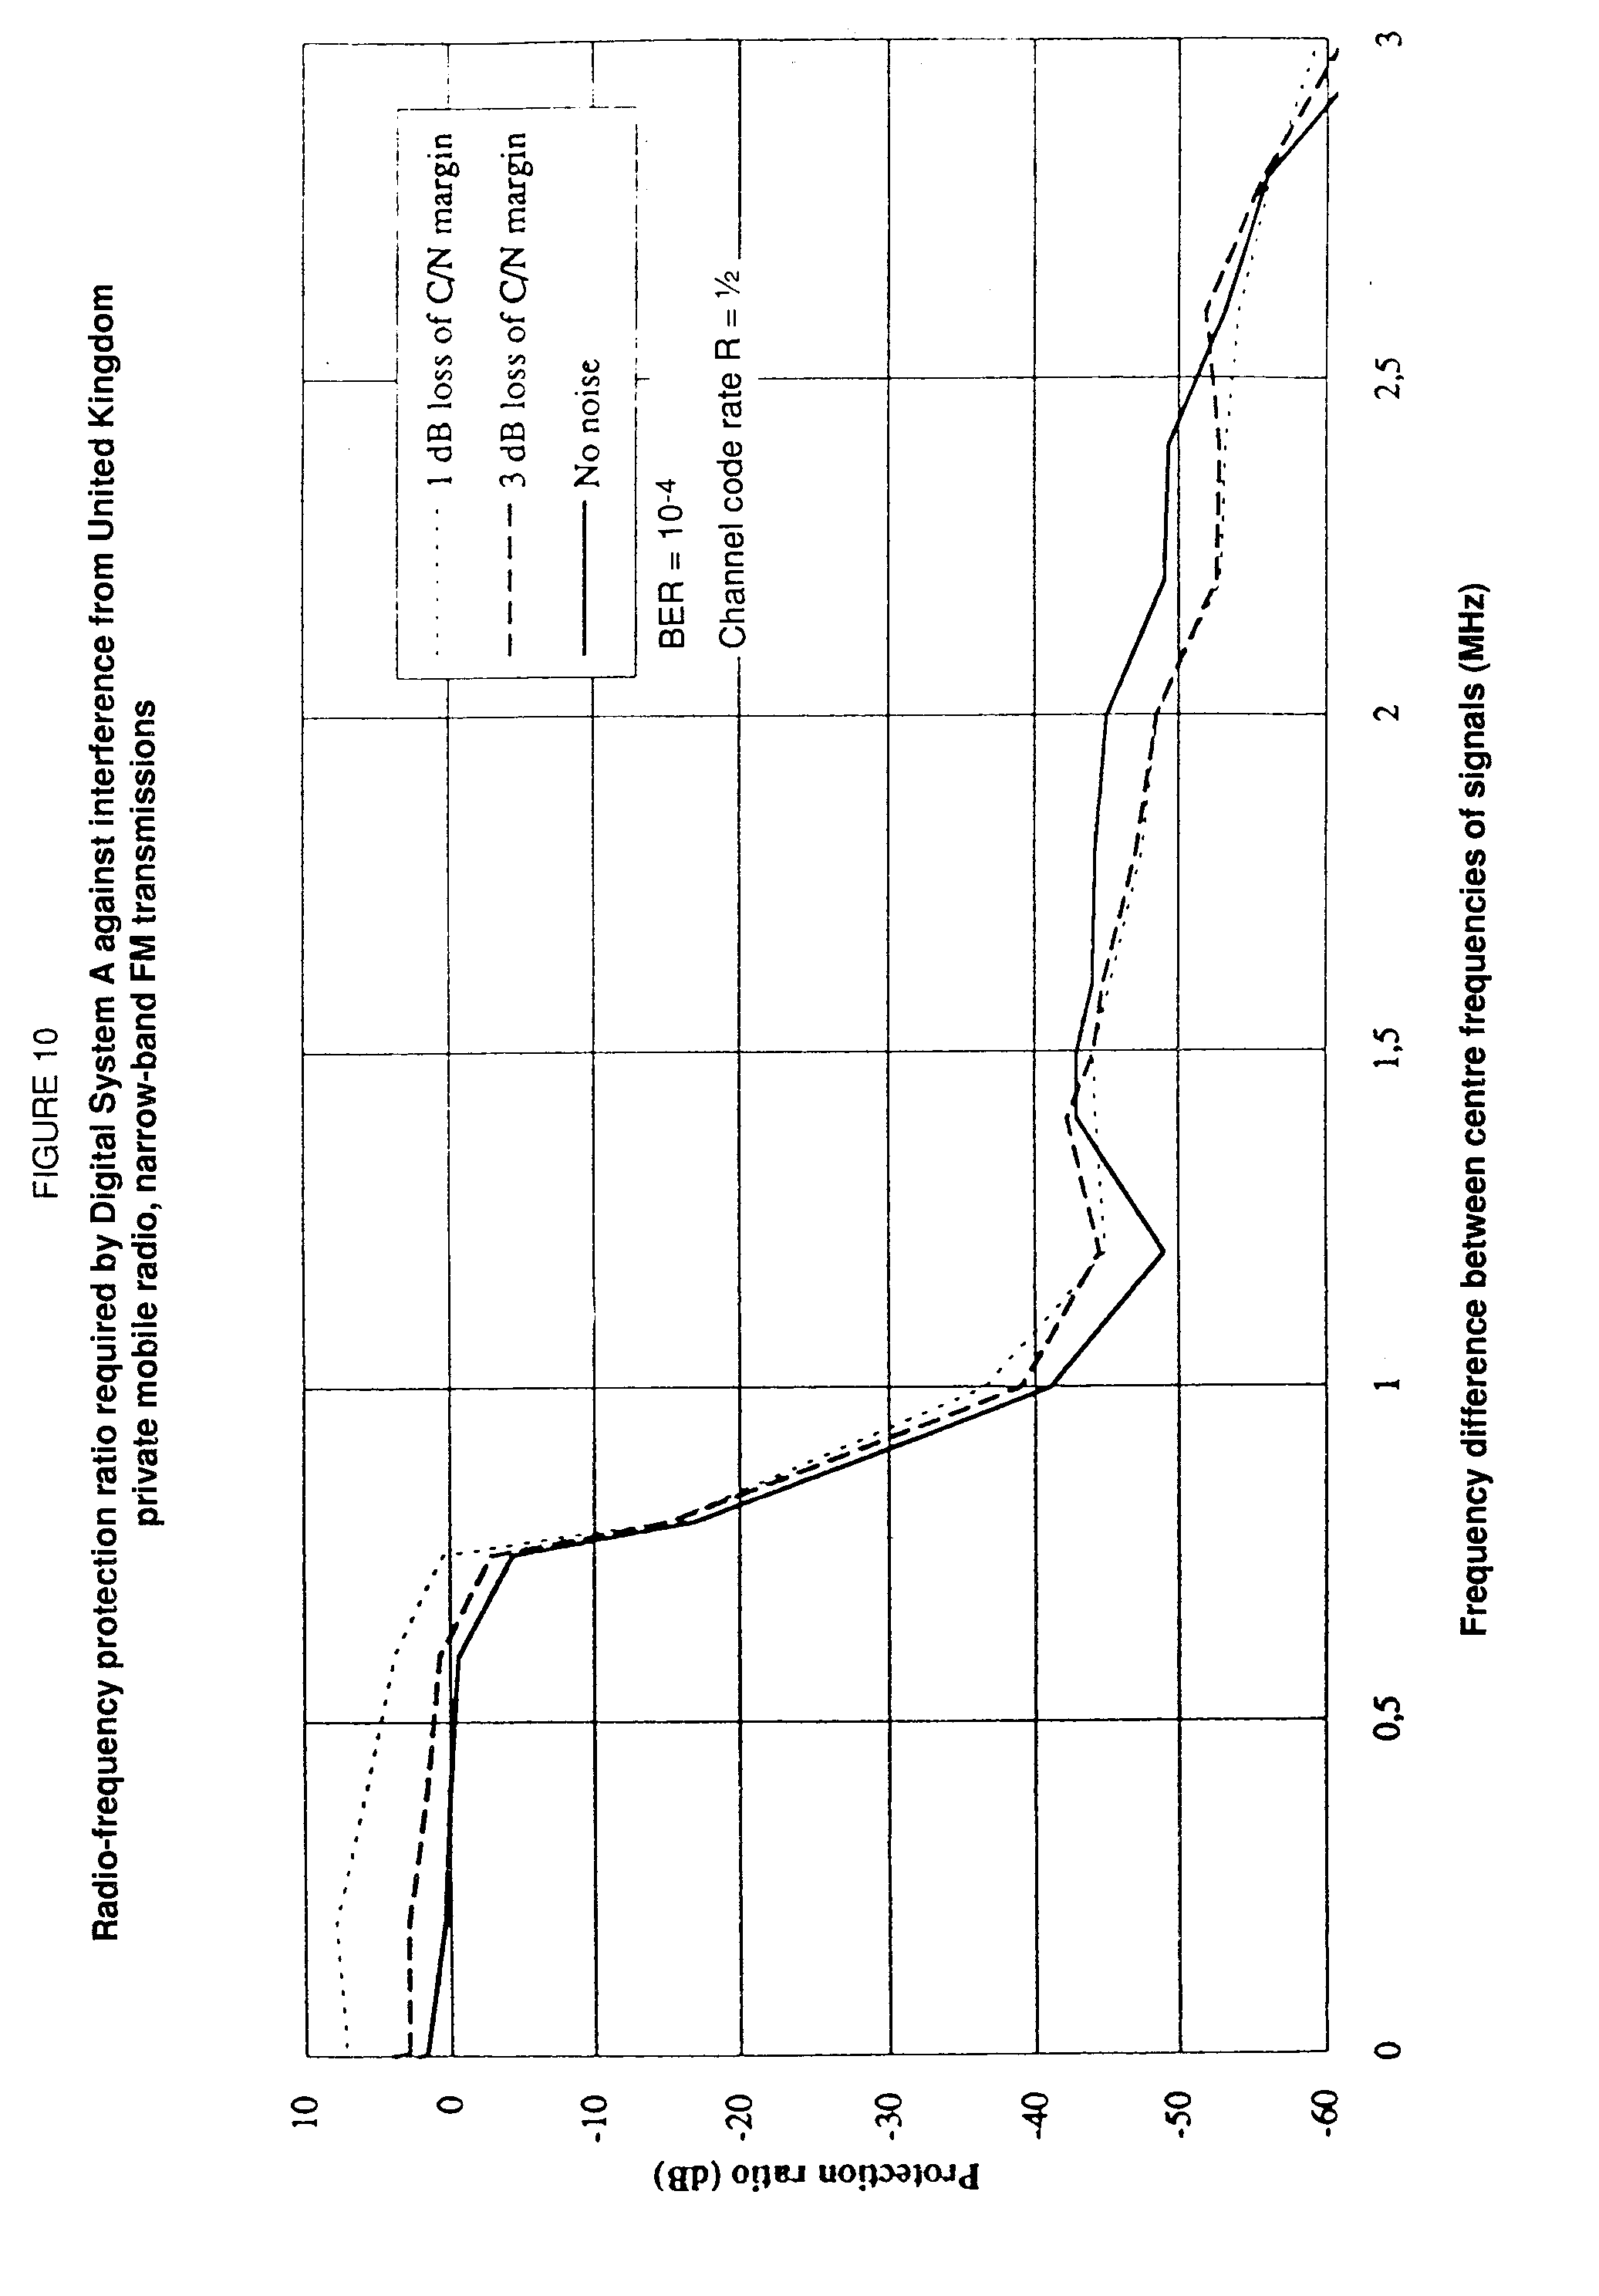 FIGURE 10
Radio-frequency protection ratio required by Digital System A against interference from United Kingdom
private mobile radio, narrow-band FM transmissions
10
0
-10
-20
-30
-40
-50
-60
Protection ratio (dB)
1 dB loss of C/N margin
3 dB loss of C/N margin
No noise
BER = 10-4
Channel code rate R = ½
0
0,5
1
1,5
2
2,5
3
Frequency difference between centre frequencies of signals (MHz)